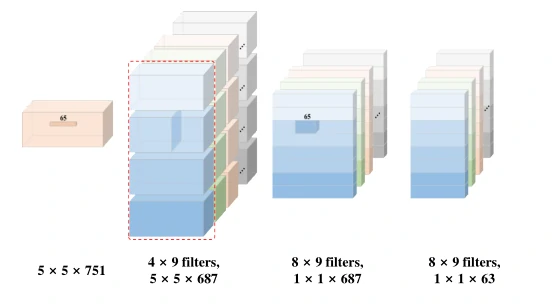 65
65
5 × 5 × 751
4 × 9 filters,
5 × 5 × 687
8 × 9 filters,
1 × 1 × 687
8 × 9 filters,
1 × 1 × 63